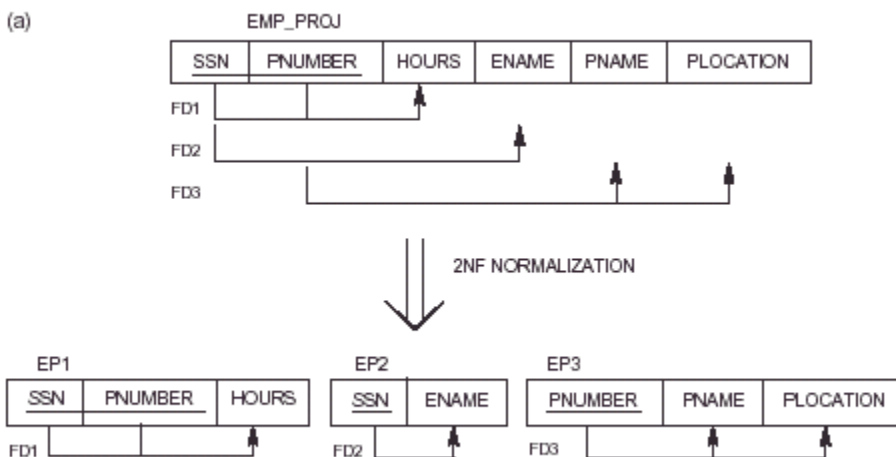 (a)
EMP_PROJ
SSN PNUMBER HOURS ENAME PNAME PLOCATION
FD1
FD2
FD3
2NF NORMALIZATION
EP1 EP2 EP3
SSN PNUMBER HOURS SSN ENAME PNUMBER PNAME PLOCATION
FD1 FD2 FD3